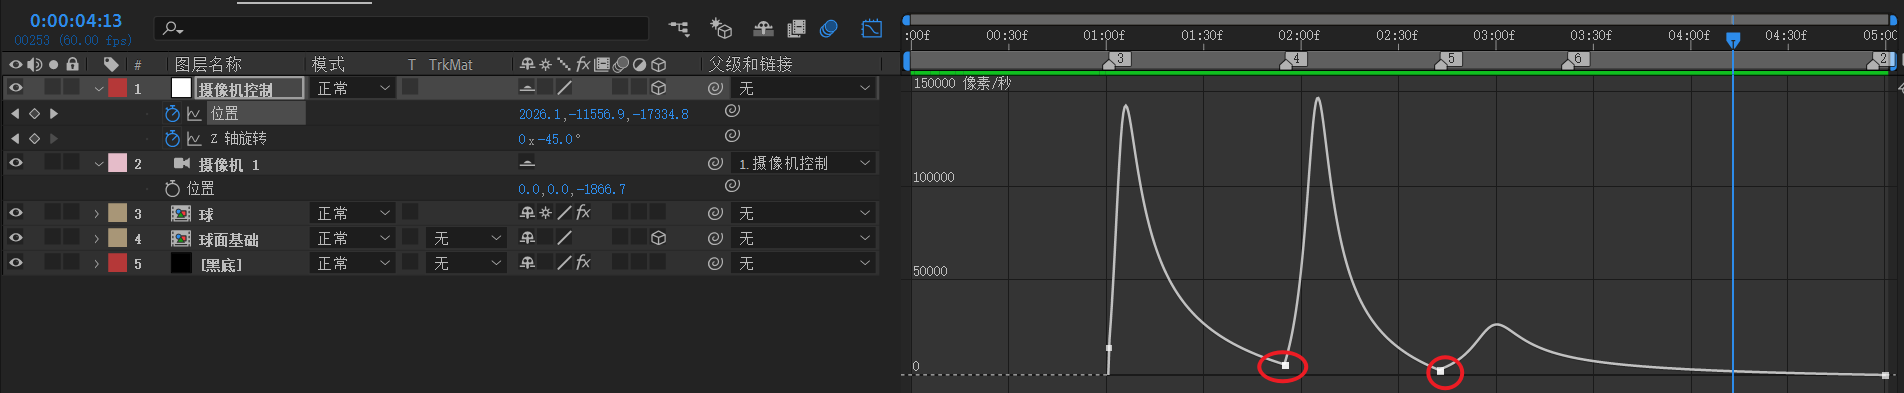 0:00:04:13
00253 (60.00 fps)
# 图层名称 模式 T TrkMat 父级和链接
1 摄像机控制 正常 无
位置 2026.1,-11556.9,-17334.8
Z 轴旋转 0x-45.0°
2 摄像机 1 1.摄像机控制
位置 0.0,0.0,-1866.7
3 球 正常 fx 无
4 球面基础 正常 无 无
5 [黑底] 正常 无 fx 无
:00f 00:30f 01:00f 01:30f 02:00f 02:30f 03:00f 03:30f 04:00f 04:30f 05:00
3 4 5 6 2
150000 像素/秒
100000
50000
0